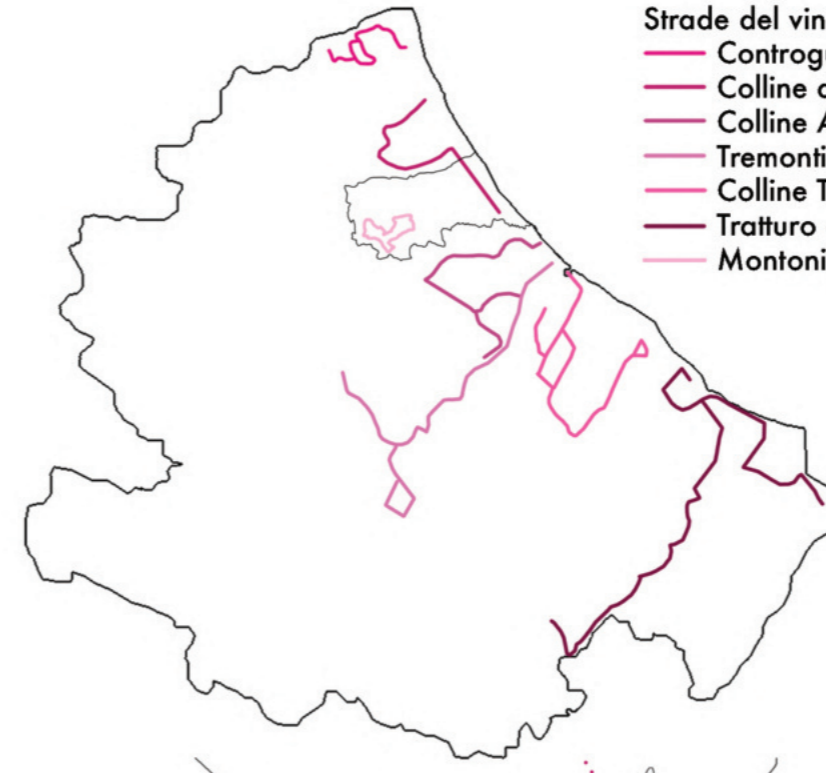 Strade del vin
Controg
Colline
Colline
Tremonti
Colline T
Tratturo
Montoni